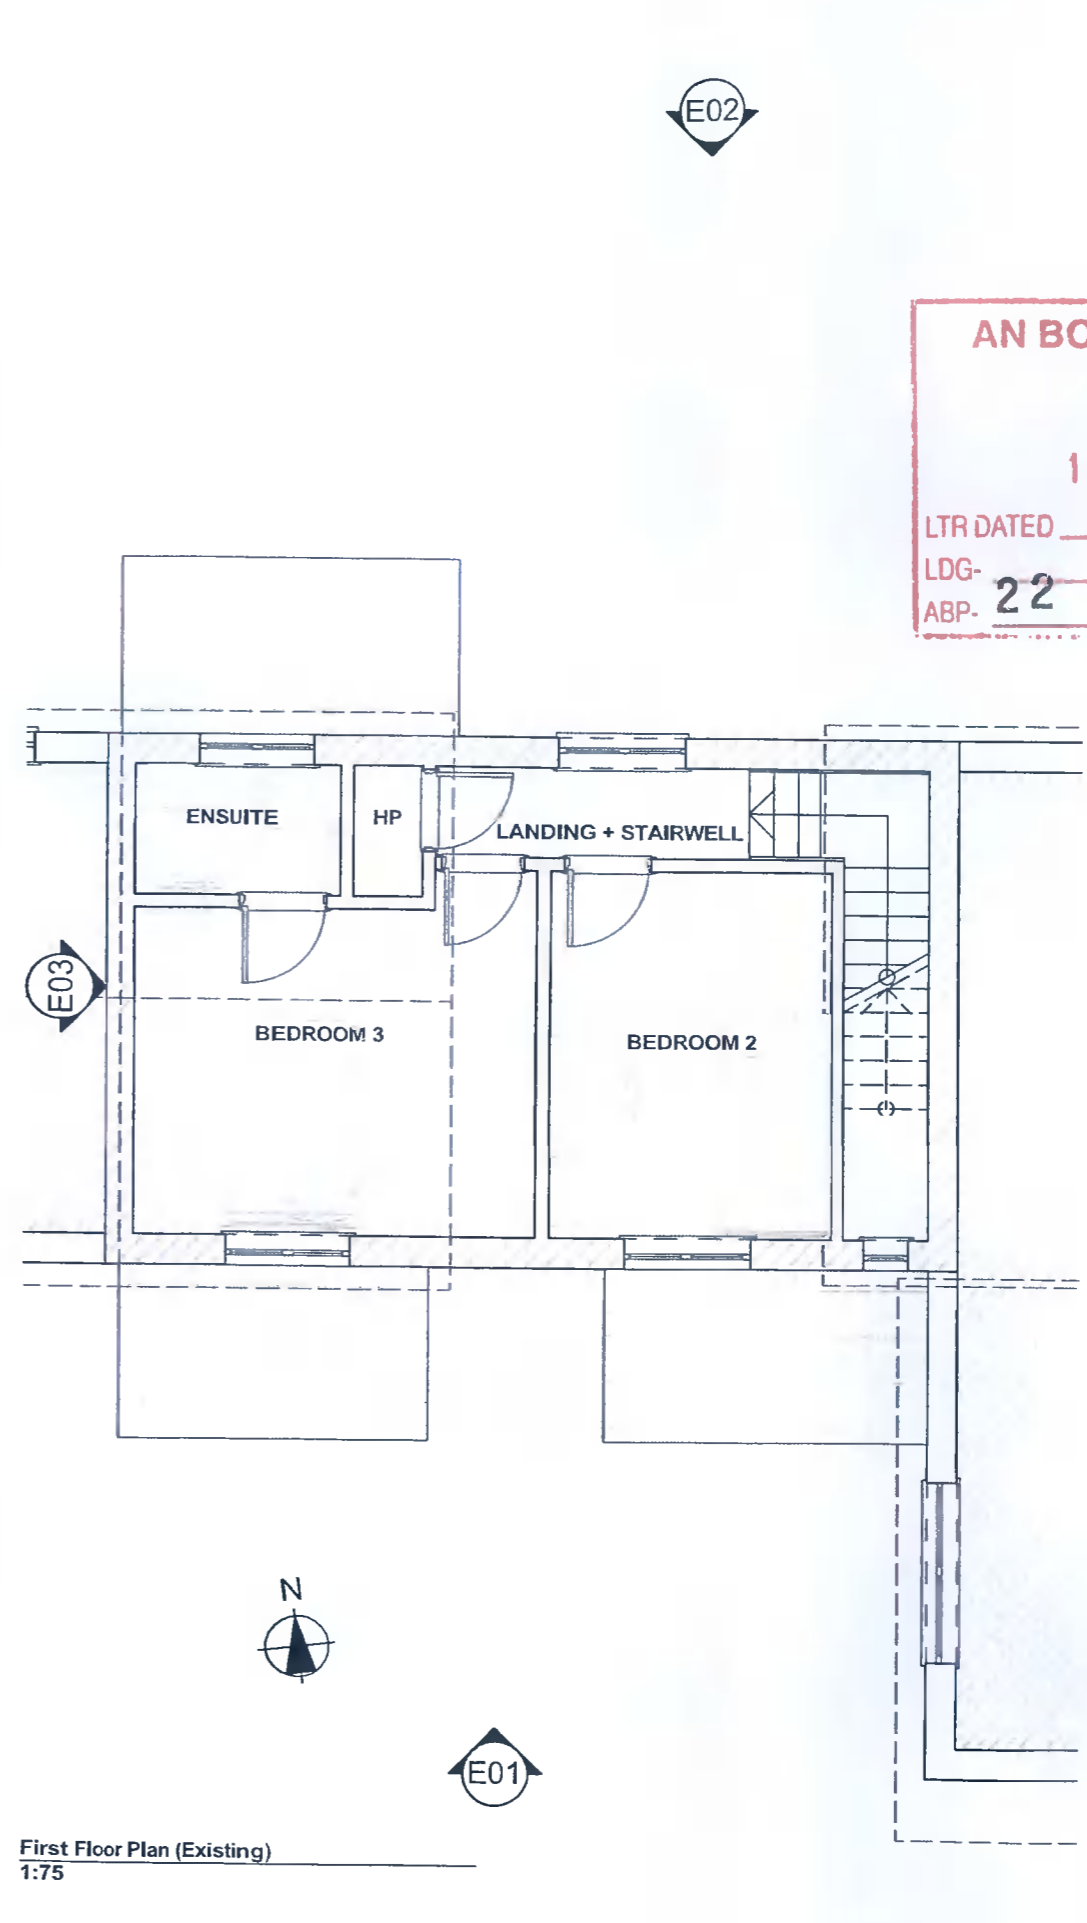 E02
AN BO
1
LTR DATED
LDG-
ABP- 22
ENSUITE
HP
LANDING + STAIRWELL
E03
BEDROOM 3
BEDROOM 2
N
E01
First Floor Plan (Existing)
1:75